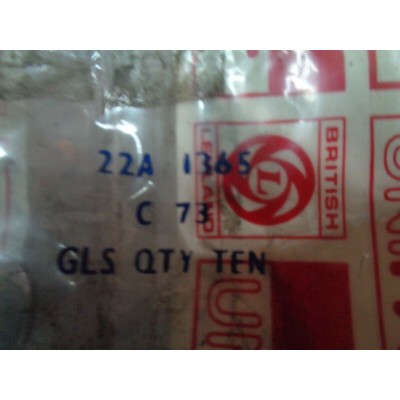 22A 1365
C 73
GLS QTY TEN
BRITISH
L
LEYLAND